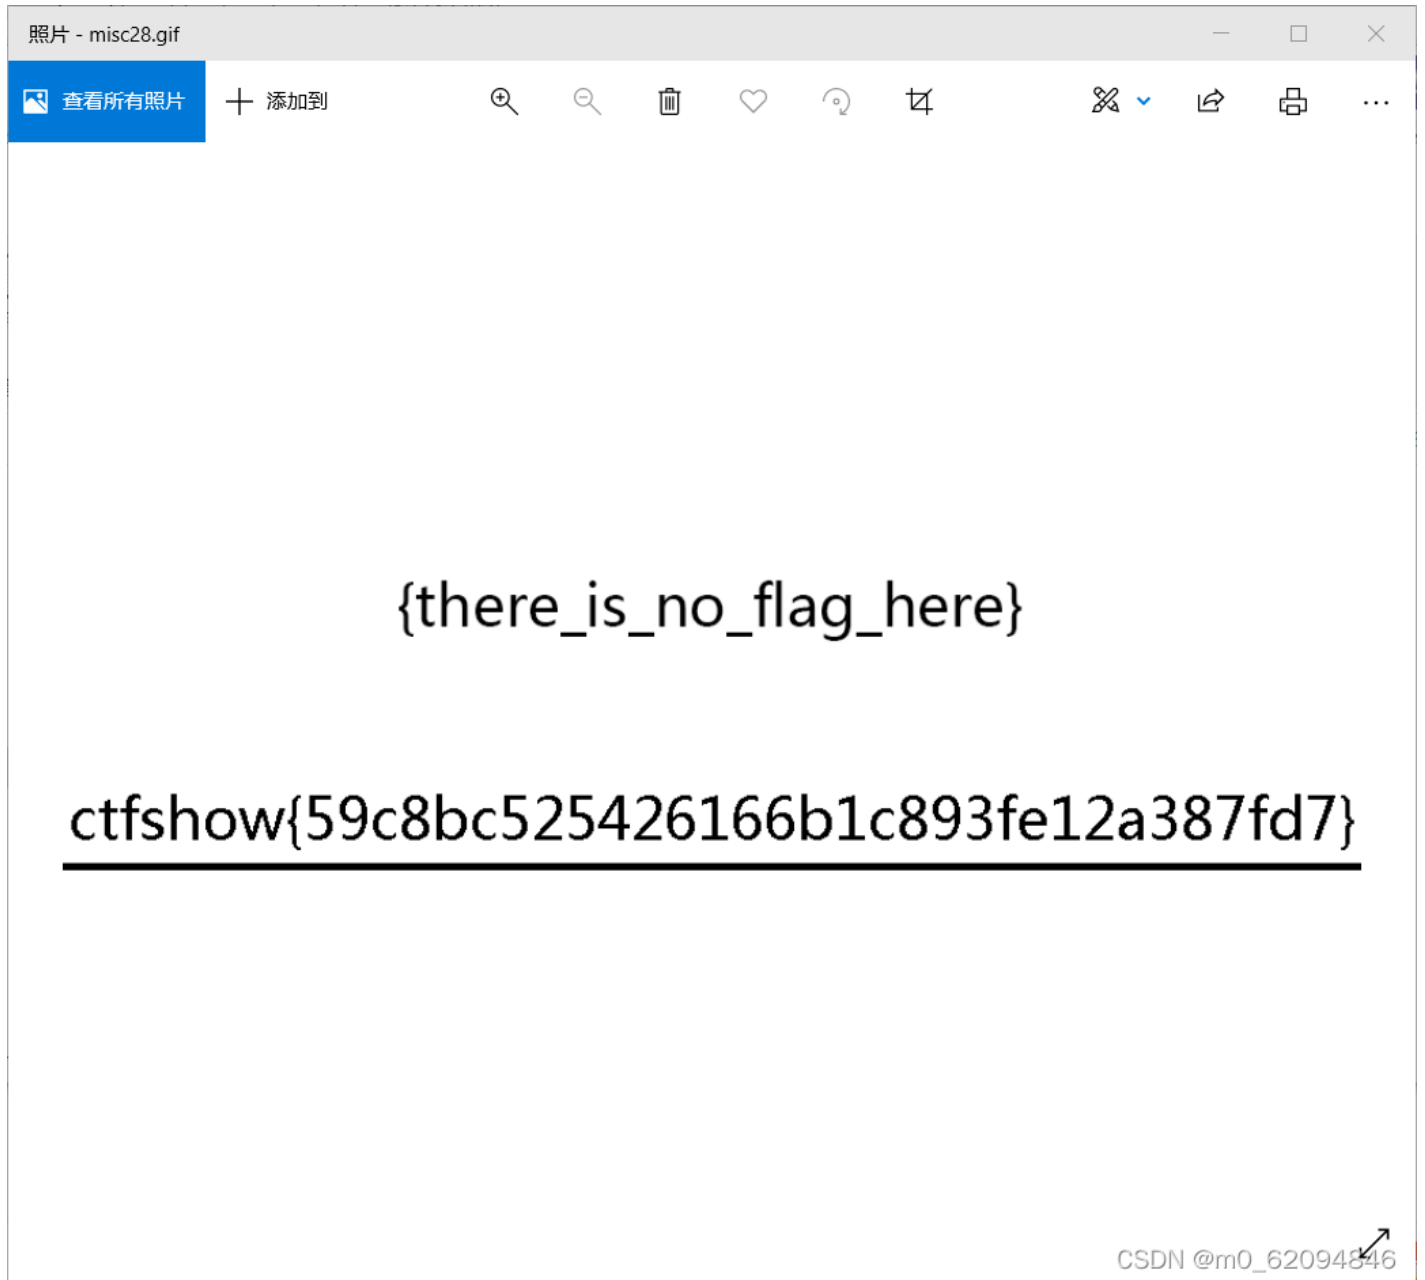 照片 - misc28.gif
查看所有照片 添加到
{there_is_no_flag_here}
ctfshow{59c8bc525426166b1c893fe12a387fd7}
CSDN @m0_62094846